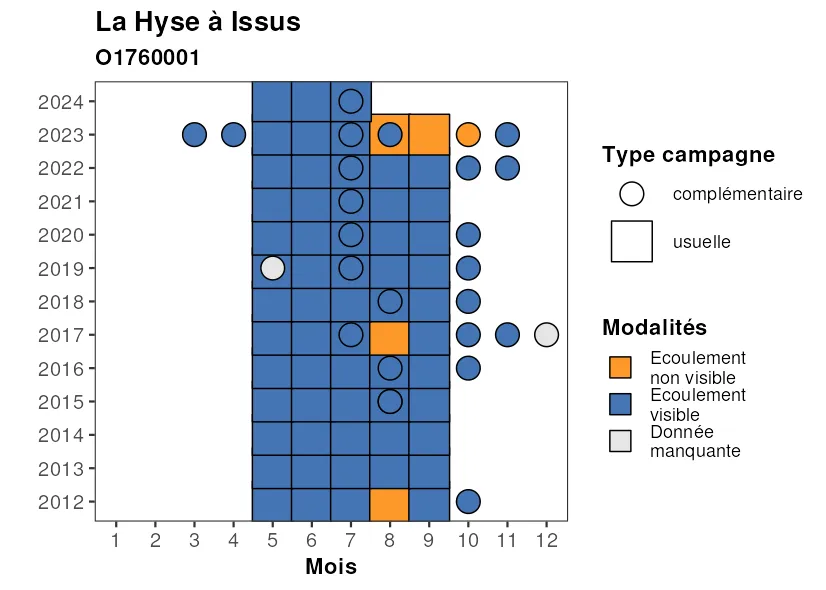 La Hyse à Issus
O1760001
2024
2023
2022
2021
2020
2019
2018
2017
2016
2015
2014
2013
2012
1 2 3 4 5 6 7 8 9 10 11 12
Mois
Type campagne
complémentaire
usuelle
Modalités
Ecoulement
non visible
Ecoulement
visible
Donnée
manquante